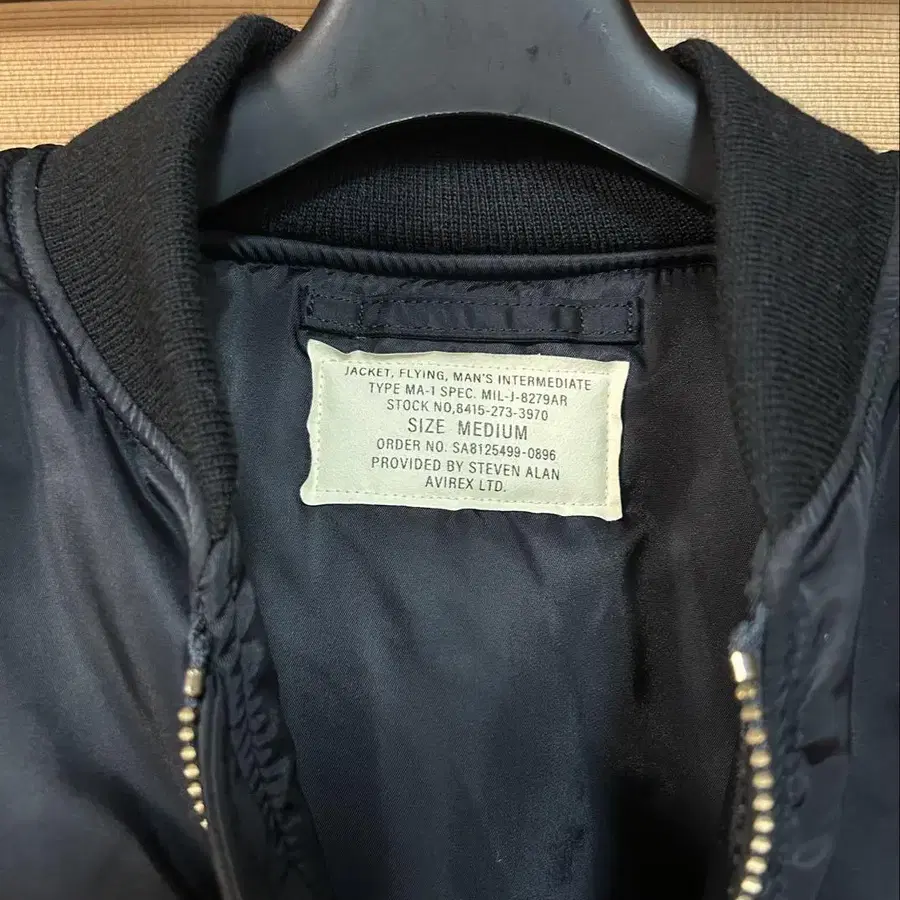 JACKET, FLYING, MAN'S INTERMEDIATE
TYPE MA-1 SPEC. MIL-J-8279AR
STOCK NO,8415-273-3970
SIZE MEDIUM
ORDER NO. SA8125499-0896
PROVIDED BY STEVEN ALAN
AVIREX LTD.